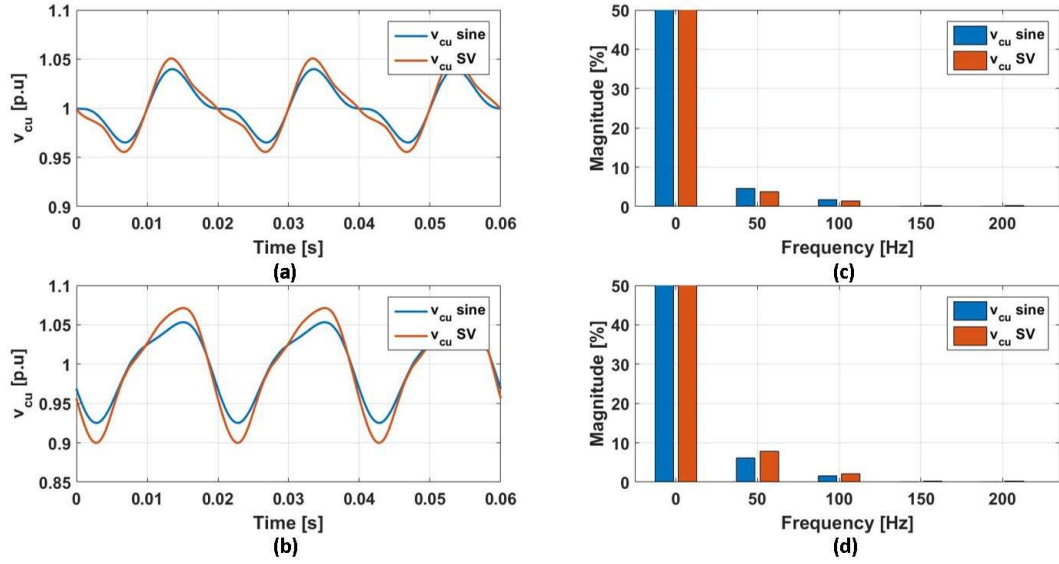 1.1
1.05
1
0.95
0.9
v_cu [p.u]
v_cu sine
v_cu SV
0
0.01
0.02
0.03
0.04
0.05
0.06
Time [s]
(a)
50
40
30
20
10
0
Magnitude [%]
v_cu sine
v_cu SV
0
50
100
150
200
Frequency [Hz]
(c)
1.1
1.05
1
0.95
0.9
0.85
v_cu [p.u]
v_cu sine
v_cu SV
0
0.01
0.02
0.03
0.04
0.05
0.06
Time [s]
(b)
50
40
30
20
10
0
Magnitude [%]
v_cu sine
v_cu SV
0
50
100
150
200
Frequency [Hz]
(d)